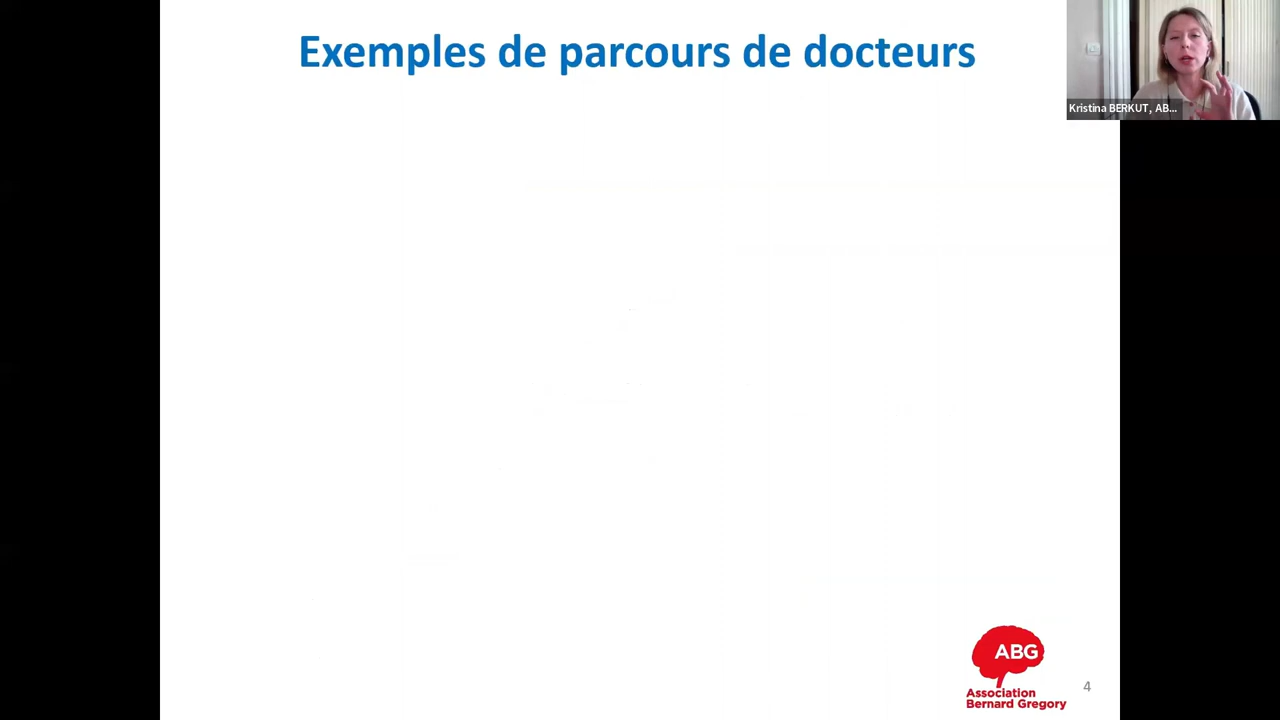 Exemples de parcours de docteurs
Kristina BERKUT, AB...
ABG
Association
Bernard Gregory
4